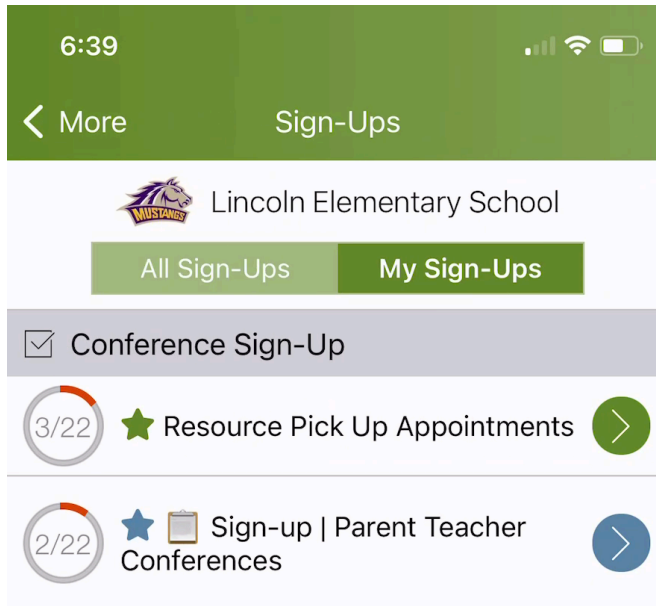 6:39
More
Sign-Ups
MUSTANGS
Lincoln Elementary School
All Sign-Ups
My Sign-Ups
Conference Sign-Up
3/22
Resource Pick Up Appointments
2/22
Sign-up | Parent Teacher
Conferences